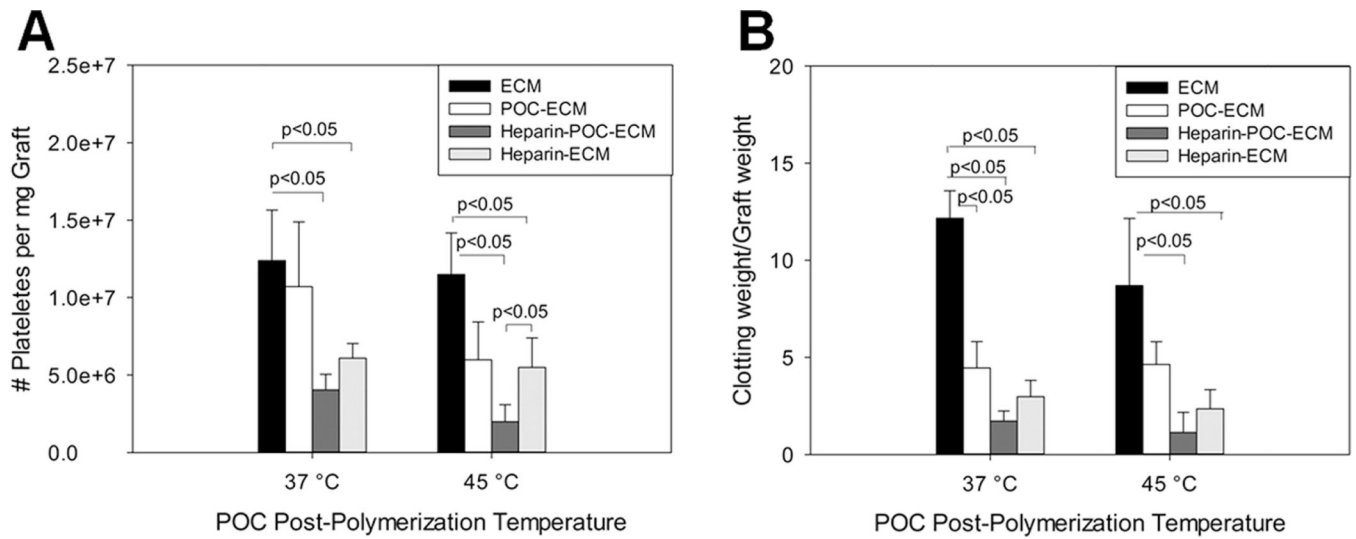 A
# Plateletes per mg Graft
2.5e+7
2.0e+7
1.5e+7
1.0e+7
5.0e+6
0.0
ECM
POC-ECM
Heparin-POC-ECM
Heparin-ECM
p<0.05
p<0.05
p<0.05
p<0.05
p<0.05
37 °C
45 °C
POC Post-Polymerization Temperature
B
Clotting weight/Graft weight
20
15
10
5
0
ECM
POC-ECM
Heparin-POC-ECM
Heparin-ECM
p<0.05
p<0.05
p<0.05
p<0.05
p<0.05
37 °C
45 °C
POC Post-Polymerization Temperature